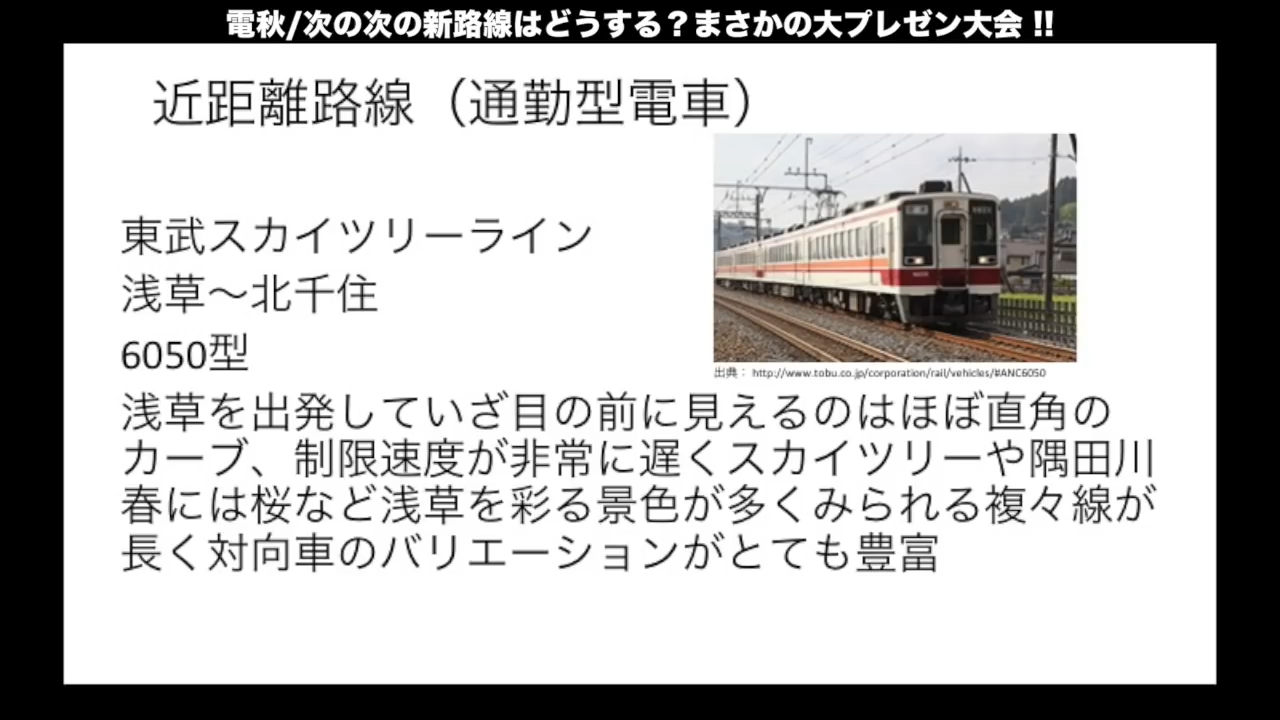 電秋/次の次の新路線はどうする？まさかの大プレゼン大会 !!
近距離路線（通勤型電車）
東武スカイツリーライン
浅草〜北千住
6050型
出典： http://www.tobu.co.jp/corporation/rail/vehicles/#ANC6050
浅草を出発していざ目の前に見えるのはほぼ直角の
カーブ、制限速度が非常に遅くスカイツリーや隅田川
春には桜など浅草を彩る景色が多くみられる複々線が
長く対向車のバリエーションがとても豊富